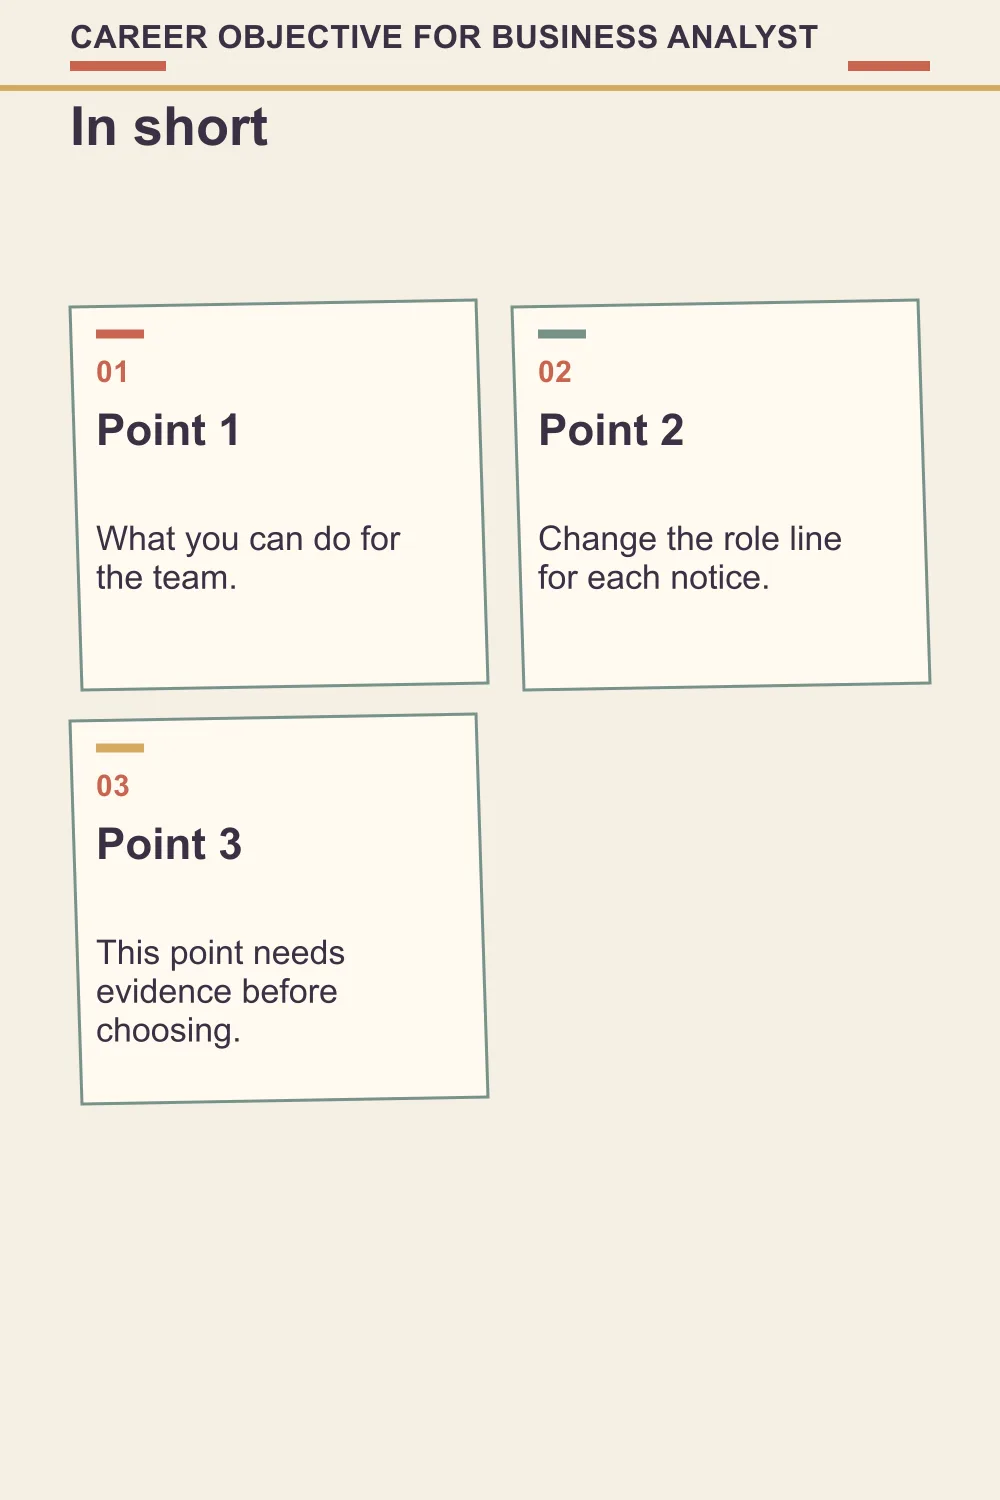 CAREER OBJECTIVE FOR BUSINESS ANALYST
In short
01
Point 1
What you can do for
the team.
02
Point 2
Change the role line
for each notice.
03
Point 3
This point needs
evidence before
choosing.